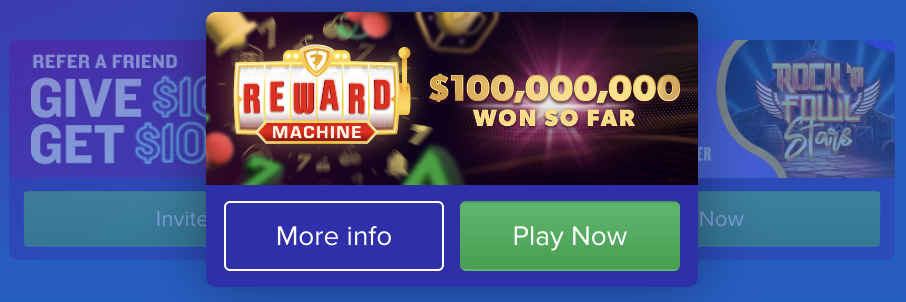 REFER A FRIEND
GIVE $10
GET $10
Invite
REWARD
MACHINE
$100,000,000
WON SO FAR
More info
Play Now
ROCK 'N
FOWL
Stars
ER
Now